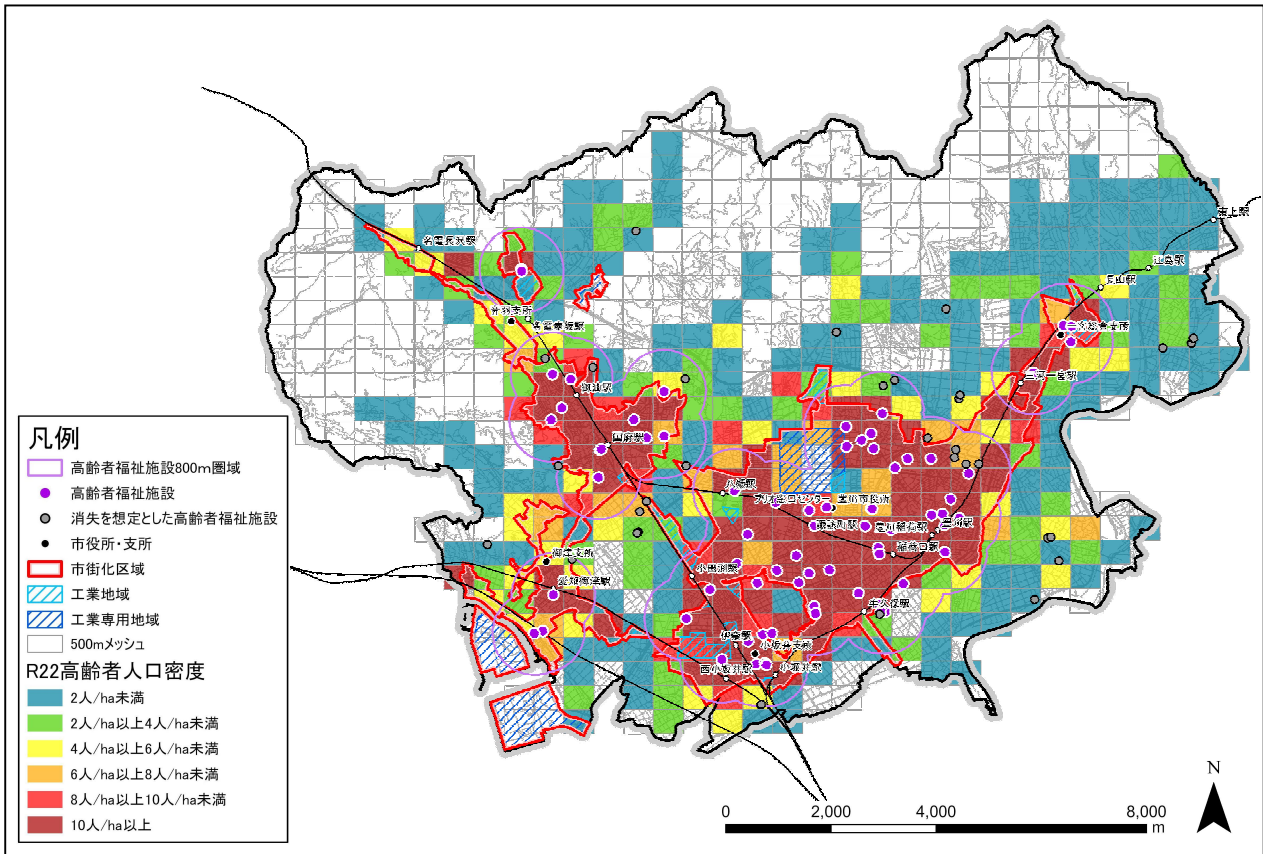 東上駅
江島駅
名電長沢駅
長山駅
音羽支所
名電赤坂駅
一宮総合支所
三河一宮駅
御油駅
国府駅
八幡駅
豊川市役所
諏訪町駅
豊川駅
稲荷口駅
御津支所
愛知御津駅
小田渕駅
牛久保駅
伊奈駅
小坂井支所
西小坂井駅
小坂井駅
凡例
高齢者福祉施設800m圏域
高齢者福祉施設
消失を想定とした高齢者福祉施設
市役所・支所
市街化区域
工業地域
工業専用地域
500mメッシュ
R22高齢者人口密度
2人/ha未満
2人/ha以上4人/ha未満
4人/ha以上6人/ha未満
6人/ha以上8人/ha未満
8人/ha以上10人/ha未満
10人/ha以上
N
0 2,000 4,000 8,000
m